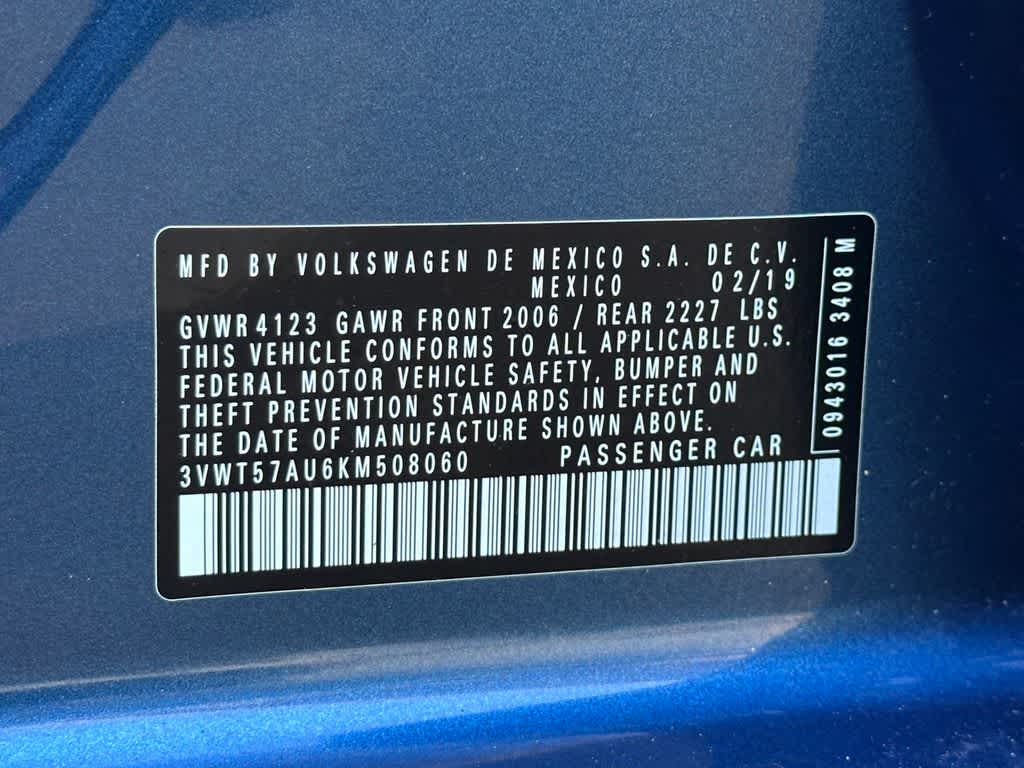 MFD BY VOLKSWAGEN DE MEXICO S.A. DE C.V.
MEXICO 02/19
GVWR 4123 GAWR FRONT 2006 / REAR 2227 LBS
THIS VEHICLE CONFORMS TO ALL APPLICABLE U.S.
FEDERAL MOTOR VEHICLE SAFETY, BUMPER AND
THEFT PREVENTION STANDARDS IN EFFECT ON
THE DATE OF MANUFACTURE SHOWN ABOVE.
3VWT57AU6KM508060 PASSENGER CAR
0943016 3408 M